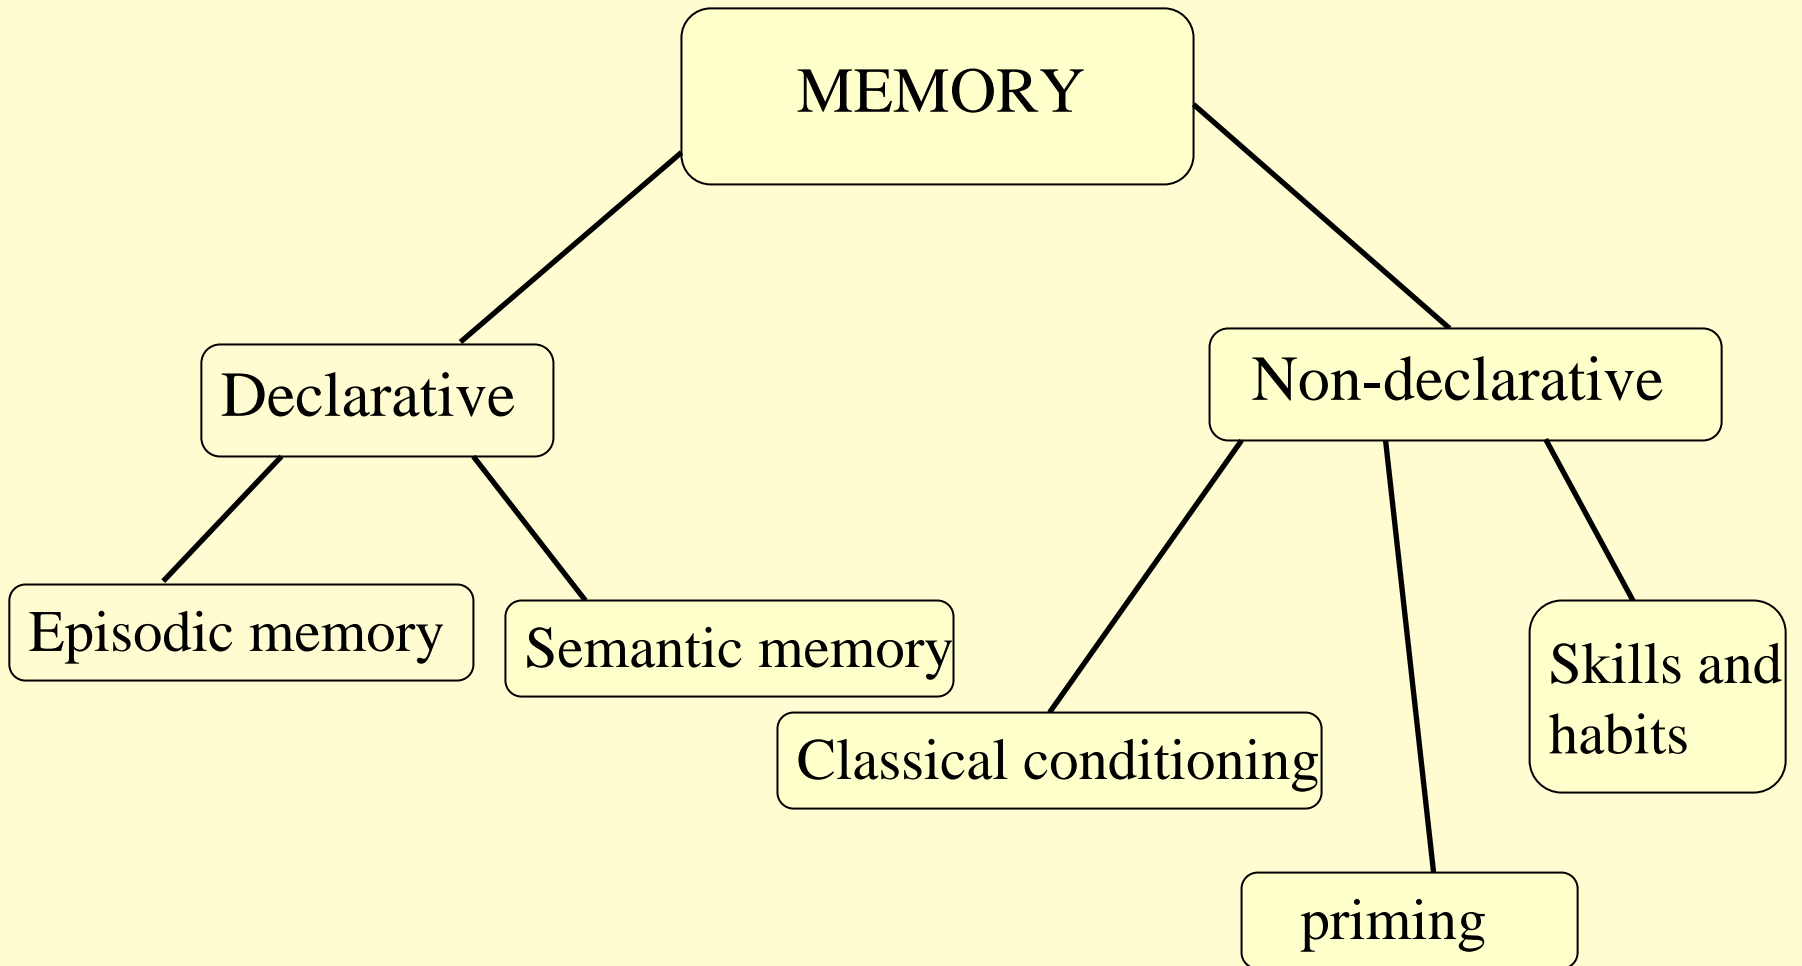 MEMORY
Declarative
Non-declarative
Episodic memory
Semantic memory
Skills and
habits
Classical conditioning
priming